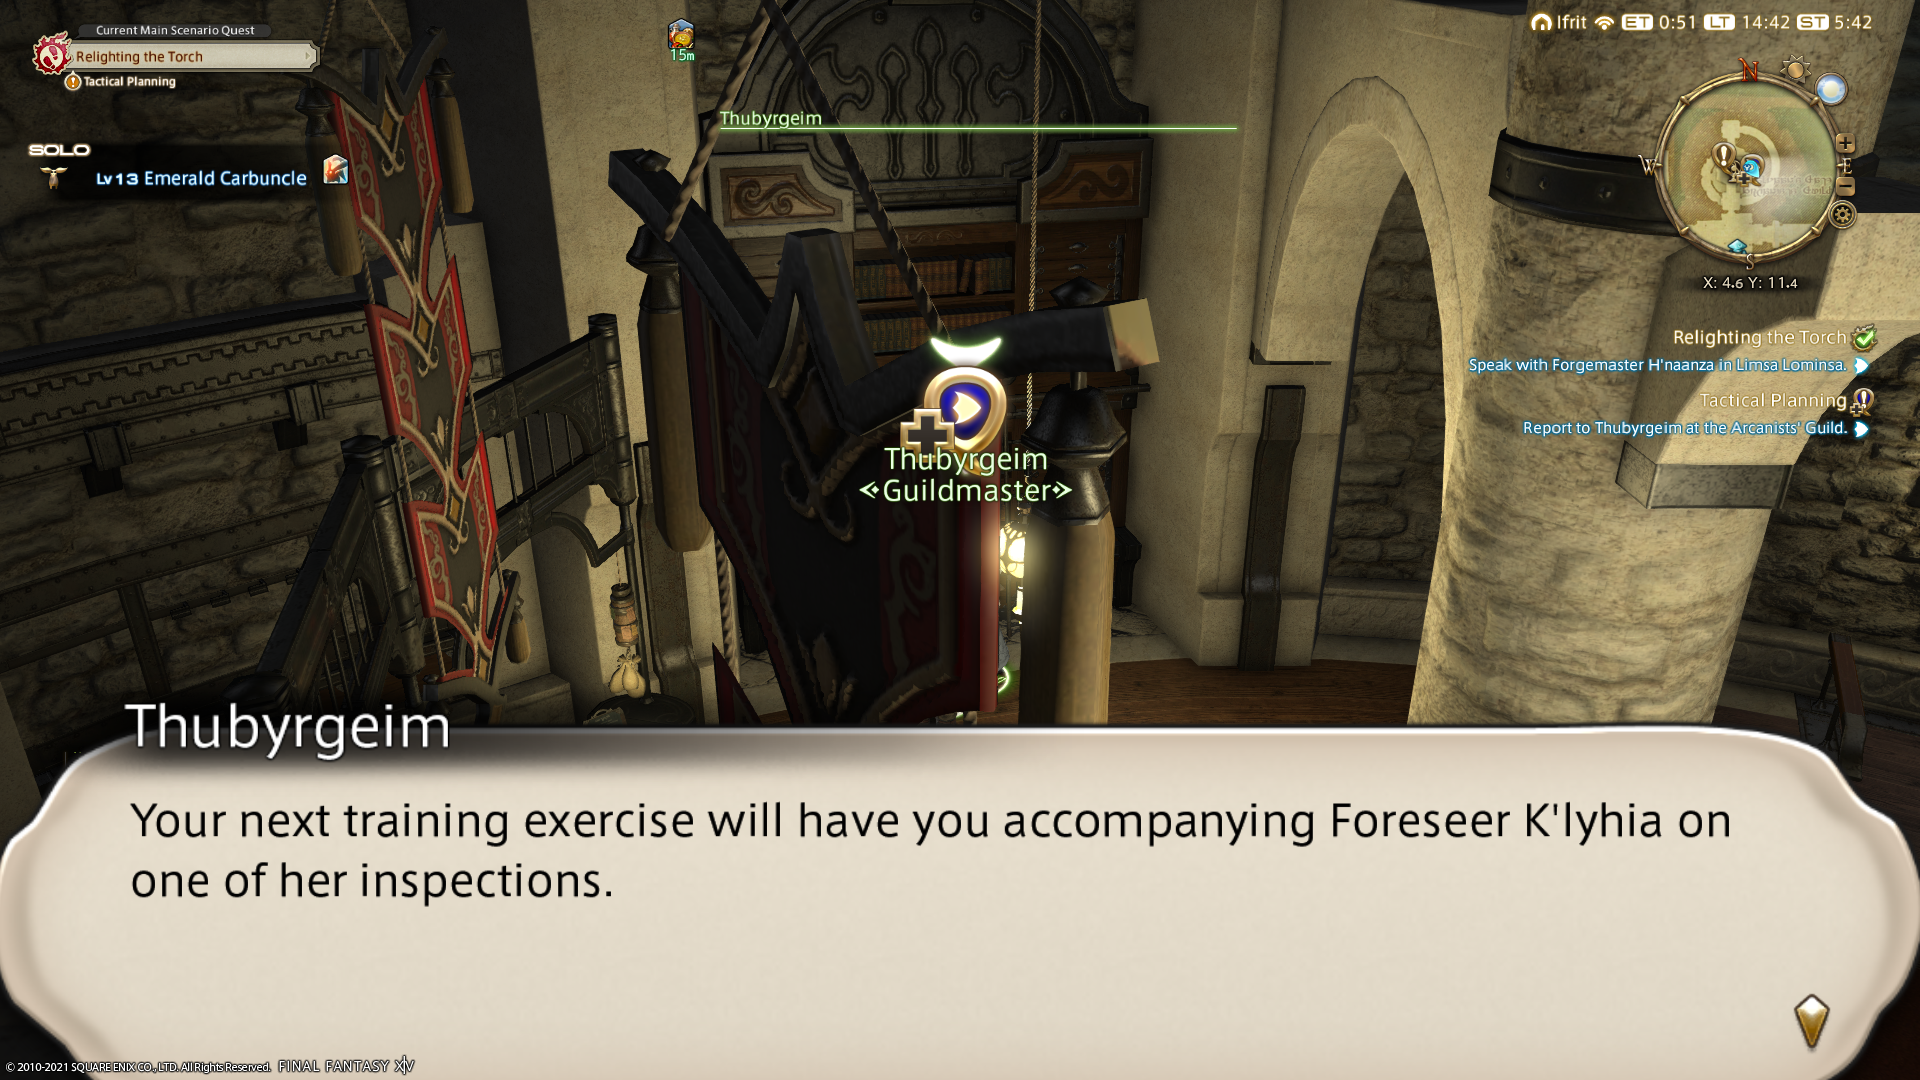 Current Main Scenario Quest
Relighting the Torch
Tactical Planning
SOLO
Lv13 Emerald Carbuncle
15m
Thubyrgeim
Ifrit ET 0:51 LT 14:42 ST 5:42
N
W
E
S
X: 4.6 Y: 11.4
Relighting the Torch
Speak with Forgemaster H'naanza in Limsa Lominsa.
Tactical Planning
Report to Thubyrgeim at the Arcanists' Guild.
Thubyrgeim
Guildmaster
Thubyrgeim
Your next training exercise will have you accompanying Foreseer K'lyhia on
one of her inspections.
© 2010-2021 SQUARE ENIX CO., LTD. All Rights Reserved. FINAL FANTASY XIV